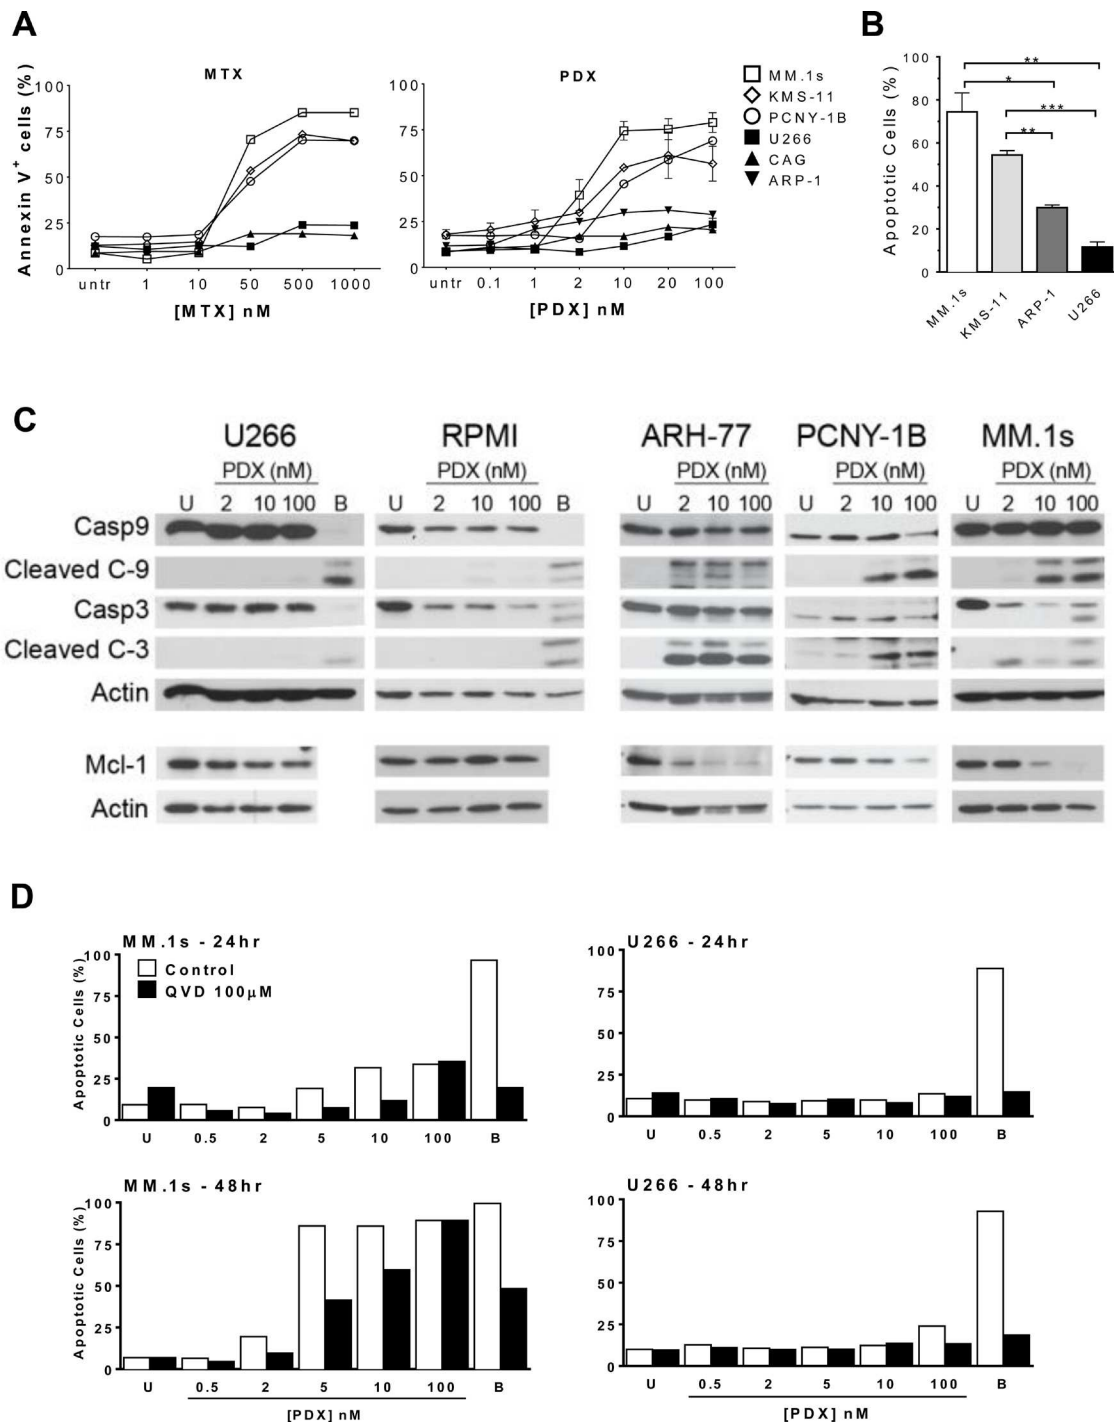 A
B
MTX
PDX
Annexin V+ cells (%)
100
75
50
25
0
untr 1 10 50 500 1000
[MTX] nM
100
75
50
25
0
untr 0.1 1 2 10 20 100
[PDX] nM
MM.1s
KMS-11
PCNY-1B
U266
CAG
ARP-1
Apoptotic Cells (%)
100
80
60
40
20
0
**
*
***
**
MM.1s KMS-11 ARP-1 U266
C
U266 RPMI ARH-77 PCNY-1B MM.1s
PDX (nM) PDX (nM) PDX (nM) PDX (nM) PDX (nM)
U 2 10 100 B U 2 10 100 B U 2 10 100 U 2 10 100 U 2 10 100
Casp9
Cleaved C-9
Casp3
Cleaved C-3
Actin
Mcl-1
Actin
D
MM.1s - 24hr
Apoptotic Cells (%)
100
75
50
25
0
Control
QVD 100µM
U 0.5 2 5 10 100 B
U266 - 24hr
100
75
50
25
0
U 0.5 2 5 10 100 B
MM.1s - 48hr
Apoptotic Cells (%)
100
75
50
25
0
U 0.5 2 5 10 100 B
[PDX] nM
U266 - 48hr
100
75
50
25
0
U 0.5 2 5 10 100 B
[PDX] nM